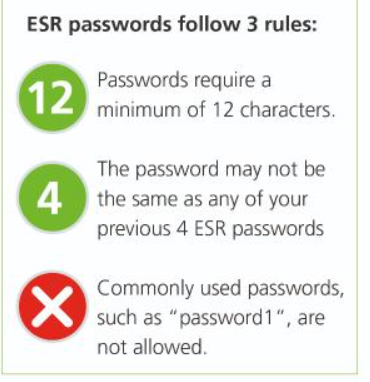 ESR passwords follow 3 rules:
12
Passwords require a
minimum of 12 characters.
4
The password may not be
the same as any of your
previous 4 ESR passwords
Commonly used passwords,
such as “password1”, are
not allowed.